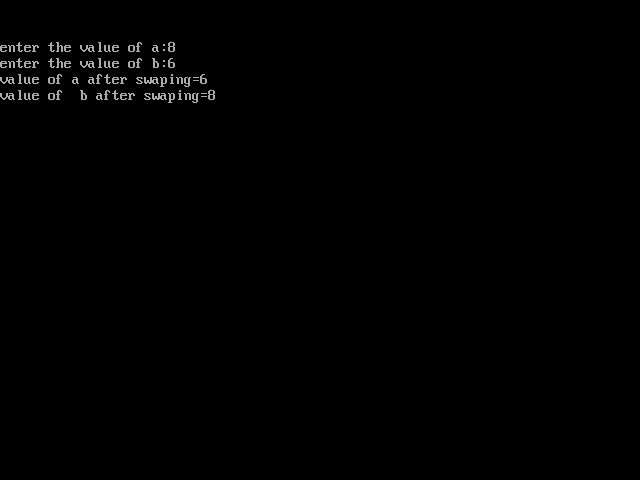 enter the value of a:8
enter the value of b:6
value of a after swaping=6
value of  b after swaping=8